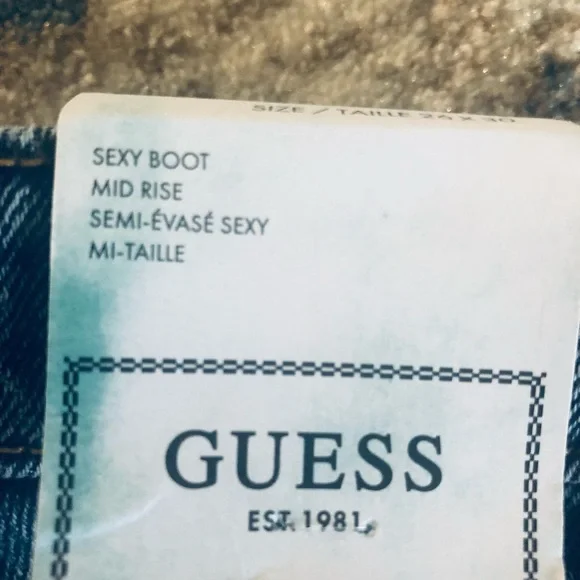 SIZE / TAILLE 24 X 30
SEXY BOOT
MID RISE
SEMI-ÉVASÉ SEXY
MI-TAILLE
GUESS
EST. 1981